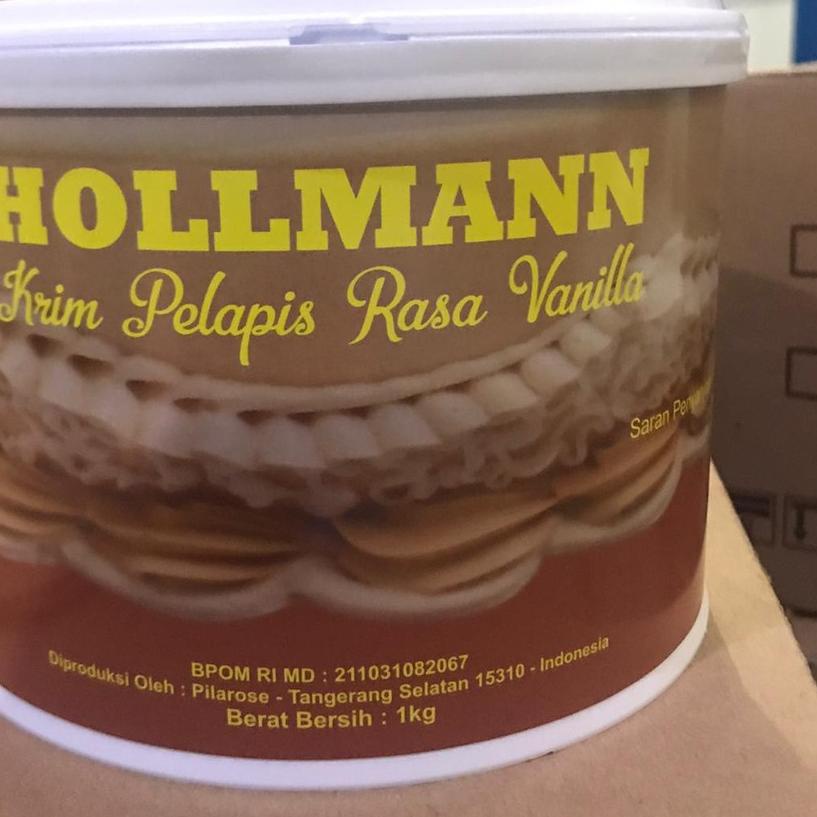 HOLLMANN
Krim Pelapis Rasa Vanilla
Saran
BPOM RI MD : 211031082067
Diproduksi Oleh : Pilarose - Tangerang Selatan 15310 - Indonesia
Berat Bersih : 1kg